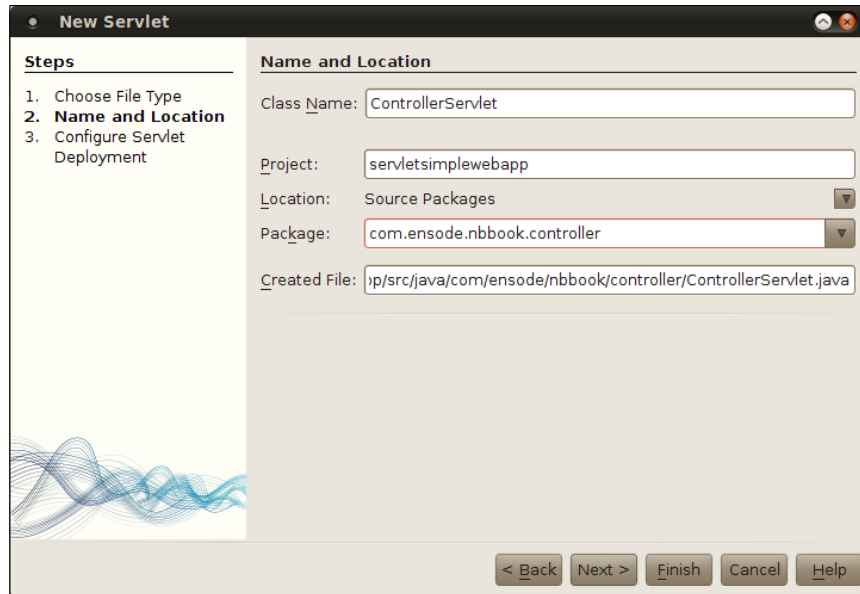 New Servlet
Steps
1. Choose File Type
2. Name and Location
3. Configure Servlet
Deployment
Name and Location
Class Name: ControllerServlet
Project: servletsimplewebapp
Location: Source Packages
Package: com.ensode.nbbook.controller
Created File: pp/src/java/com/ensode/nbbook/controller/ControllerServlet.java
< Back Next > Finish Cancel Help